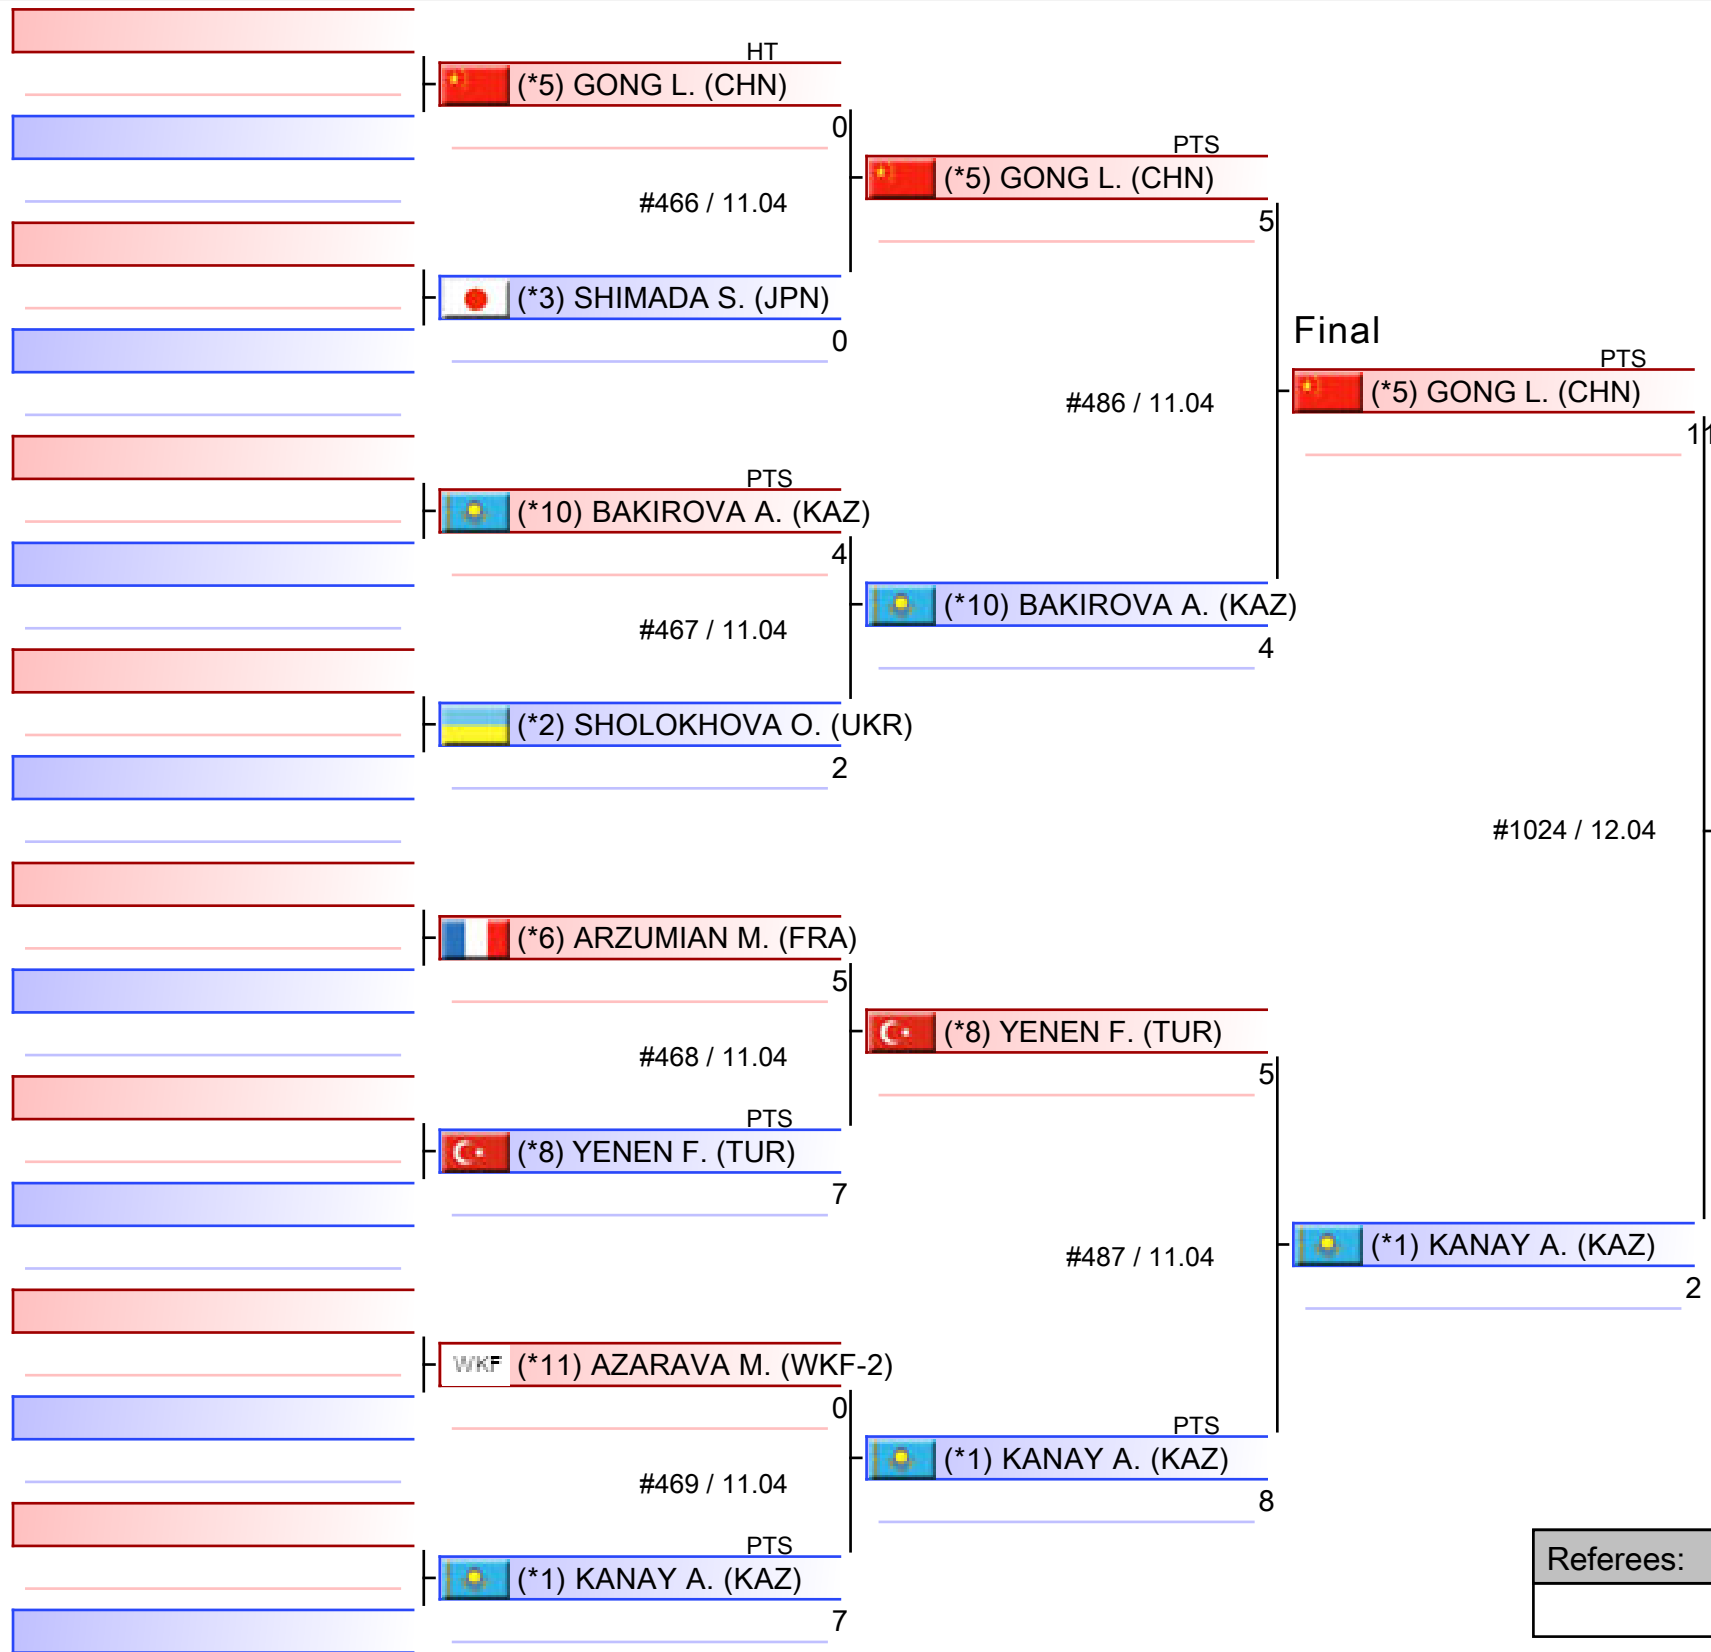 HT
(*5) GONG L. (CHN)
0
#466 / 11.04
(*3) SHIMADA S. (JPN)
0
PTS
(*10) BAKIROVA A. (KAZ)
4
#467 / 11.04
(*2) SHOLOKHOVA O. (UKR)
2
(*6) ARZUMIAN M. (FRA)
5
#468 / 11.04
PTS
(*8) YENEN F. (TUR)
7
WKF (*11) AZARAVA M. (WKF-2)
0
#469 / 11.04
PTS
(*1) KANAY A. (KAZ)
7
PTS
(*5) GONG L. (CHN)
5
#486 / 11.04
(*10) BAKIROVA A. (KAZ)
4
(*8) YENEN F. (TUR)
5
#487 / 11.04
PTS
(*1) KANAY A. (KAZ)
8
Final
PTS
(*5) GONG L. (CHN)
11
#1024 / 12.04
(*1) KANAY A. (KAZ)
2
Referees: